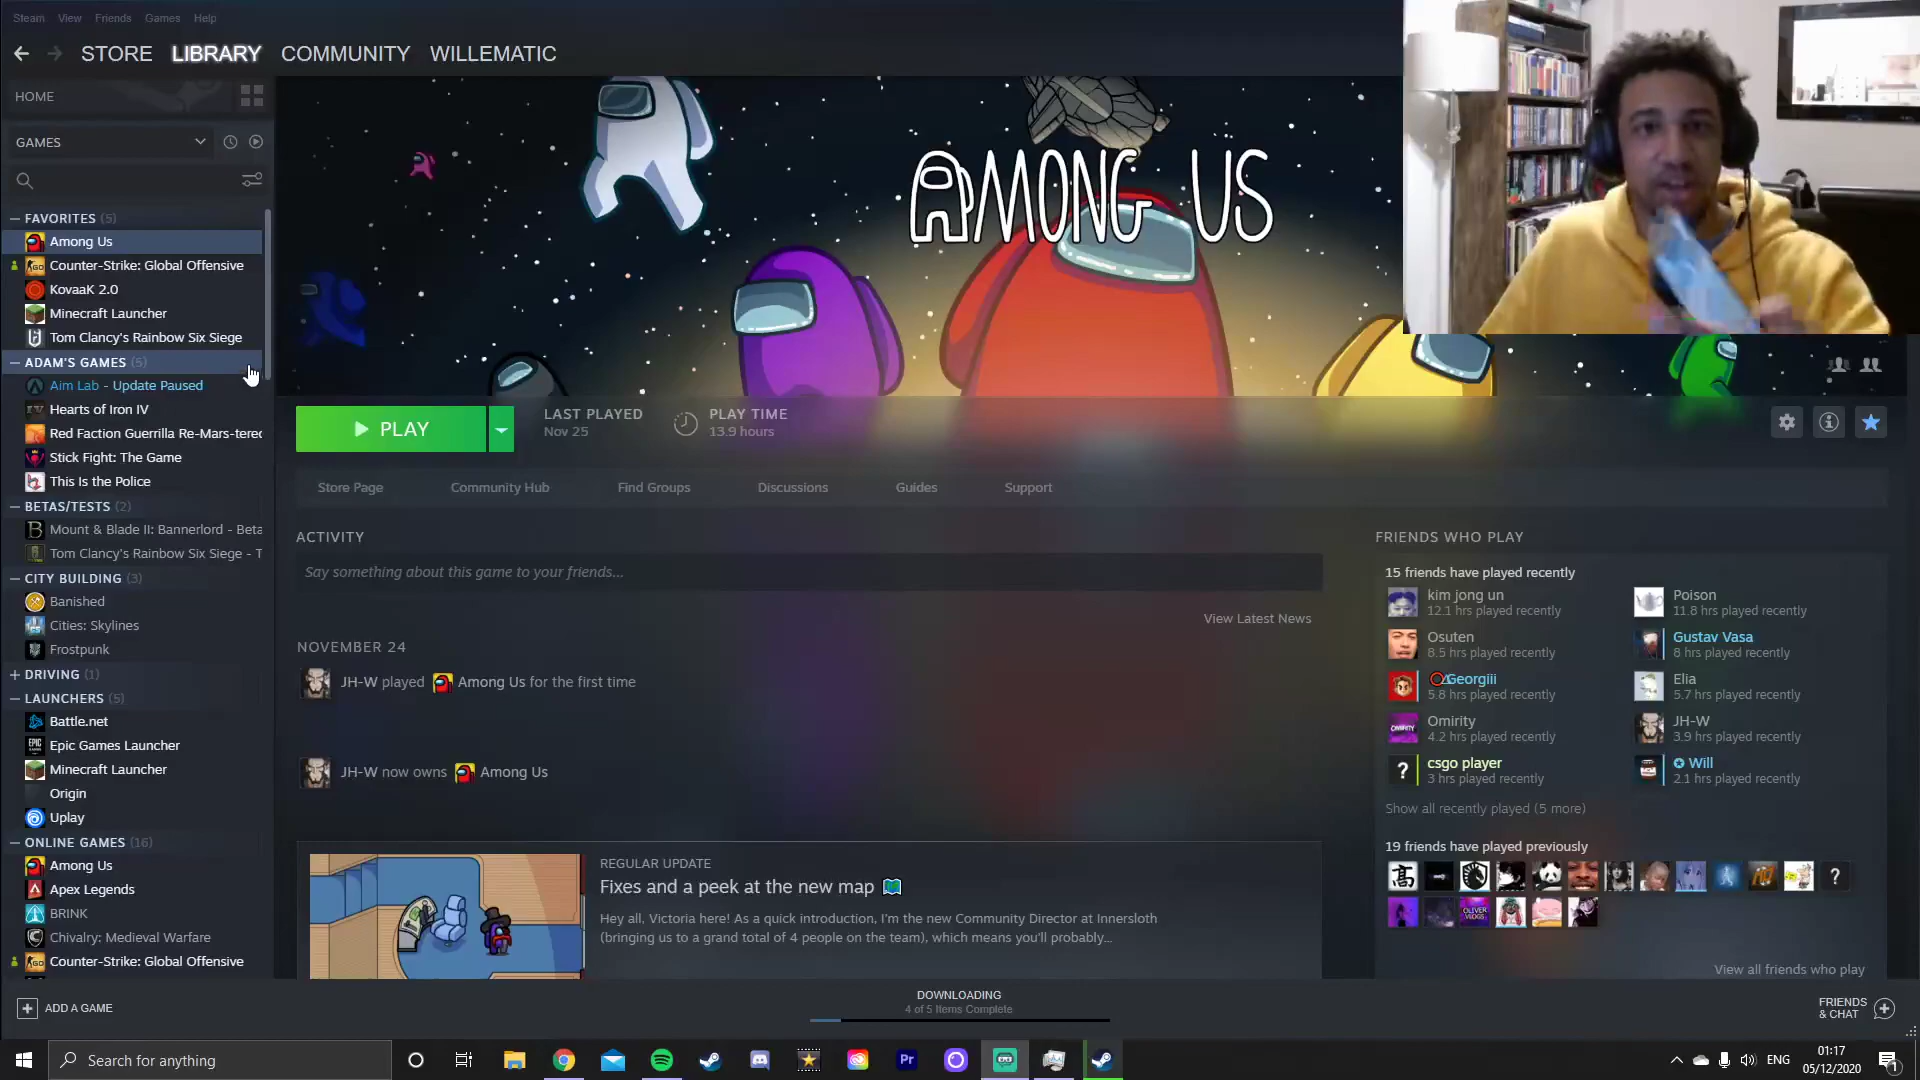 Steam View Friends Games Help
STORE LIBRARY COMMUNITY WILLEMATIC
HOME
GAMES
FAVORITES (5)
Among Us
Counter-Strike: Global Offensive
KovaaK 2.0
Minecraft Launcher
Tom Clancy's Rainbow Six Siege
ADAM'S GAMES (5)
Aim Lab - Update Paused
Hearts of Iron IV
Red Faction Guerrilla Re-Mars-tered
Stick Fight: The Game
This Is the Police
BETAS/TESTS (2)
Mount & Blade II: Bannerlord - Beta
Tom Clancy's Rainbow Six Siege - T
CITY BUILDING (3)
Banished
Cities: Skylines
Frostpunk
DRIVING (1)
LAUNCHERS (5)
Battle.net
Epic Games Launcher
Minecraft Launcher
Origin
Uplay
ONLINE GAMES (16)
Among Us
Apex Legends
BRINK
Chivalry: Medieval Warfare
Counter-Strike: Global Offensive
ADD A GAME
AMONG US
PLAY
LAST PLAYED
Nov 25
PLAY TIME
13.9 hours
Store Page Community Hub Find Groups Discussions Guides Support
ACTIVITY
Say something about this game to your friends...
View Latest News
NOVEMBER 24
JH-W played Among Us for the first time
JH-W now owns Among Us
REGULAR UPDATE
Fixes and a peek at the new map
Hey all, Victoria here! As a quick introduction, I'm the new Community Director at Innersloth
(bringing us to a grand total of 4 people on the team), which means you'll probably...
FRIENDS WHO PLAY
15 friends have played recently
kim jong un
12.1 hrs played recently
Poison
11.8 hrs played recently
Osuten
8.5 hrs played recently
Gustav Vasa
8 hrs played recently
Georgiii
5.8 hrs played recently
Elia
5.7 hrs played recently
Omirity
4.2 hrs played recently
JH-W
3.9 hrs played recently
csgo player
3 hrs played recently
Will
2.1 hrs played recently
Show all recently played (5 more)
19 friends have played previously
View all friends who play
DOWNLOADING
4 of 5 Items Complete
FRIENDS
& CHAT
Search for anything
ENG
01:17
05/12/2020